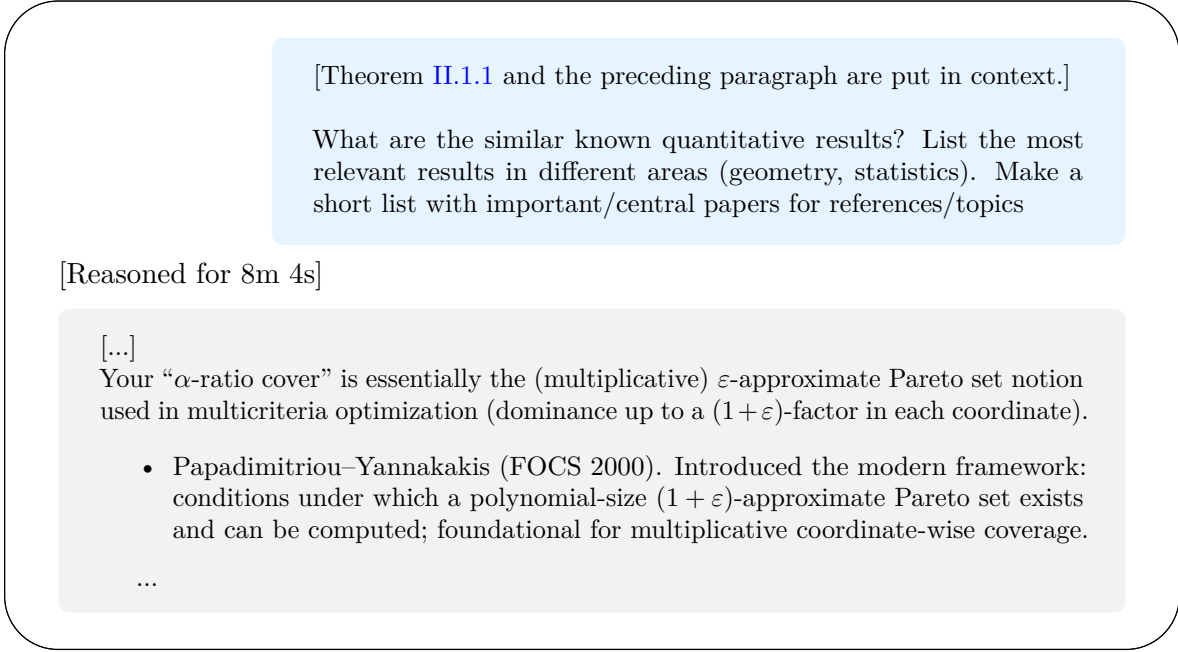 [Theorem II.1.1 and the preceding paragraph are put in context.]
What are the similar known quantitative results? List the most
relevant results in different areas (geometry, statistics). Make a
short list with important/central papers for references/topics
[Reasoned for 8m 4s]
[...]
Your “α-ratio cover” is essentially the (multiplicative) ε-approximate Pareto set notion
used in multicriteria optimization (dominance up to a (1+ε)-factor in each coordinate).
• Papadimitriou–Yannakakis (FOCS 2000). Introduced the modern framework:
conditions under which a polynomial-size (1 + ε)-approximate Pareto set exists
and can be computed; foundational for multiplicative coordinate-wise coverage.
...